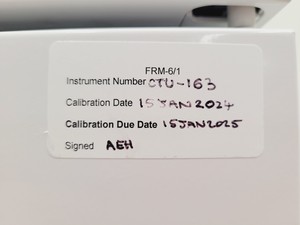 FRM-6/1
Instrument Number CTU-163
Calibration Date 15 JAN 2024
Calibration Due Date 15 JAN 2025
Signed AEH